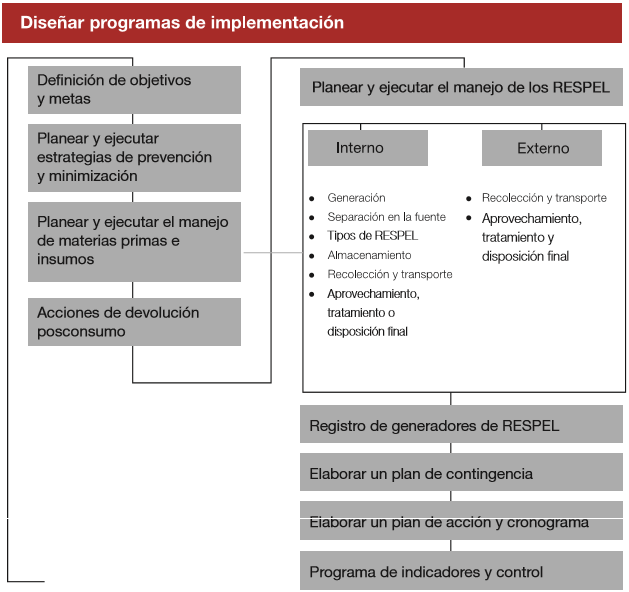 Diseñar programas de implementación
Definición de objetivos
y metas
Planear y ejecutar
estrategias de prevención
y minimización
Planear y ejecutar el manejo
de materias primas e
insumos
Acciones de devolución
posconsumo
Planear y ejecutar el manejo de los RESPEL
Interno
Generación
Separación en la fuente
Tipos de RESPEL
Almacenamiento
Recolección y transporte
Aprovechamiento,
tratamiento o
disposición final
Externo
Recolección y transporte
Aprovechamiento,
tratamiento y
disposición final
Registro de generadores de RESPEL
Elaborar un plan de contingencia
Elaborar un plan de acción y cronograma
Programa de indicadores y control